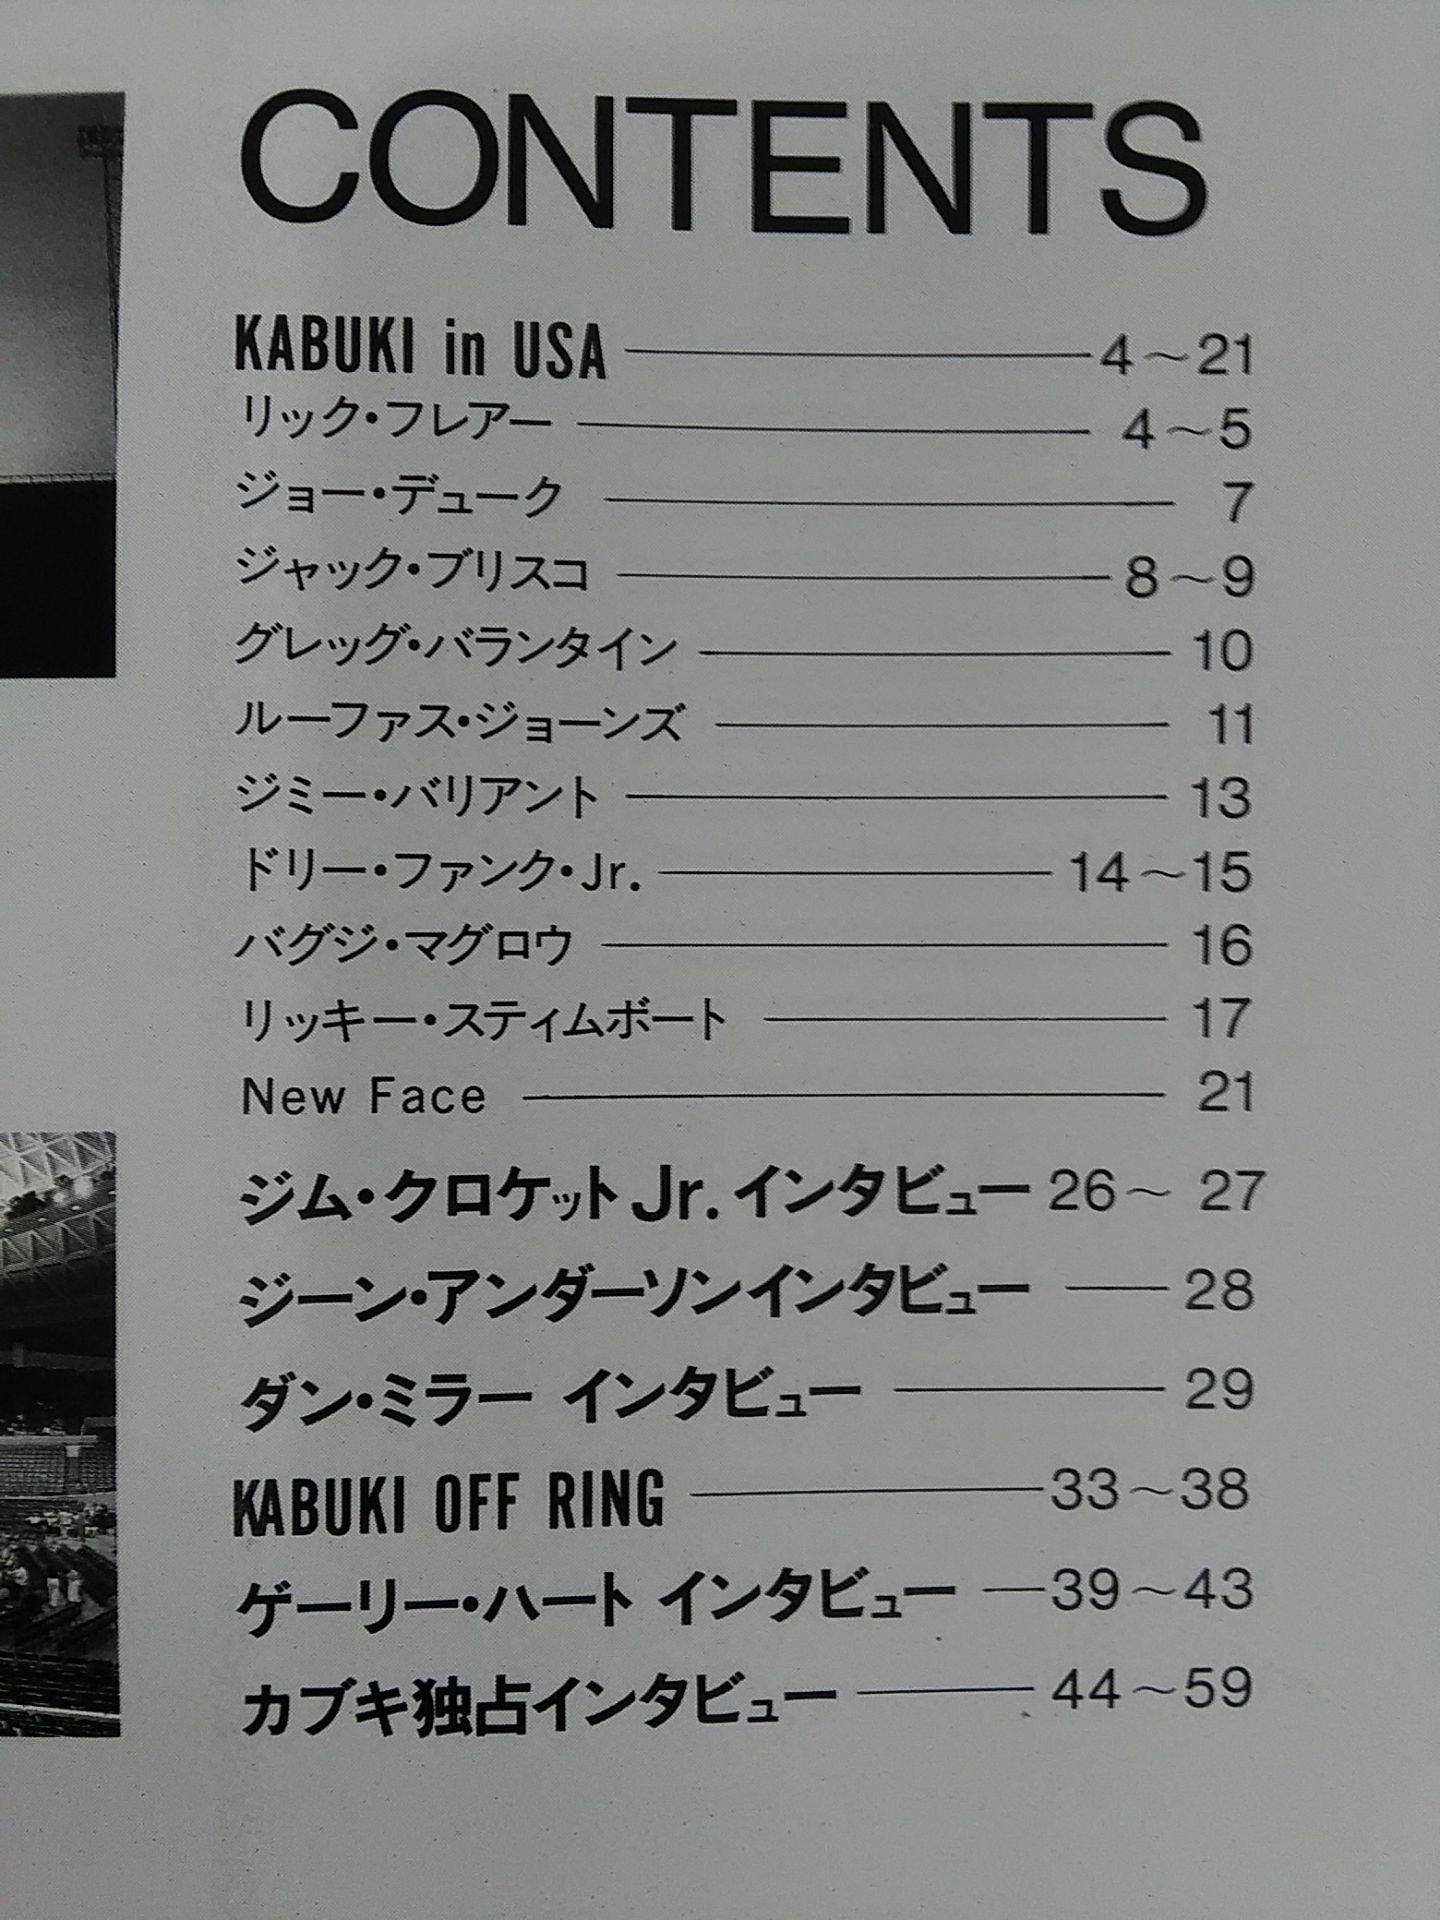 CONTENTS
KABUKI in USA 4〜21
リック・フレアー 4〜5
ジョー・デューク 7
ジャック・ブリスコ 8〜9
グレッグ・バランタイン 10
ルーファス・ジョーンズ 11
ジミー・バリアント 13
ドリー・ファンク・Jr. 14〜15
バグジ・マグロウ 16
リッキー・スティムボート 17
New Face 21
ジム・クロケットJr.インタビュー 26〜27
ジーン・アンダーソンインタビュー 28
ダン・ミラー インタビュー 29
KABUKI OFF RING 33〜38
ゲーリー・ハート インタビュー 39〜43
カブキ独占インタビュー 44〜59